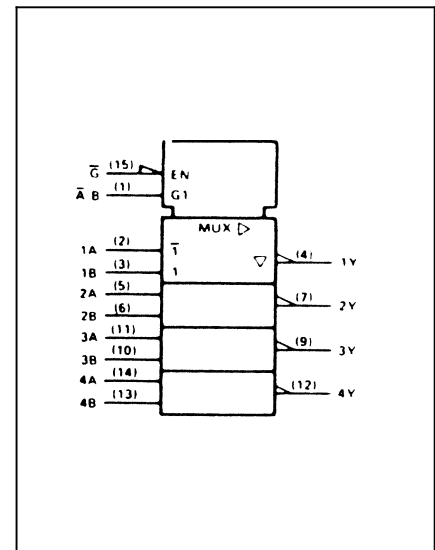 G̅ (15) EN
A̅ B (1) G1
MUX ▷
1A (2) 1̅ ▽ (4) 1Y
1B (3) 1
2A (5) (7) 2Y
2B (6)
3A (11) (9) 3Y
3B (10)
4A (14) (12) 4Y
4B (13)